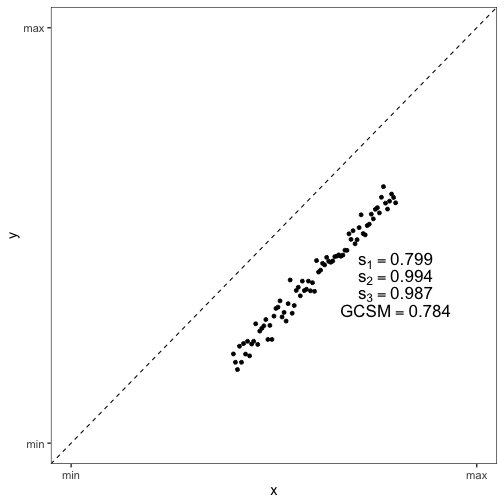 max
y
s₁ = 0.799
s₂ = 0.994
s₃ = 0.987
GCSM = 0.784
min
min max
x